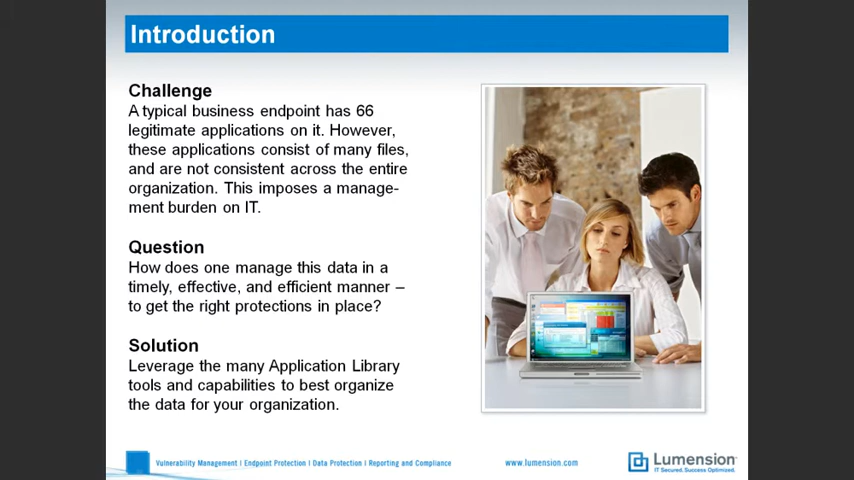 Introduction
Challenge
A typical business endpoint has 66
legitimate applications on it. However,
these applications consist of many files,
and are not consistent across the entire
organization. This imposes a manage-
ment burden on IT.
Question
How does one manage this data in a
timely, effective, and efficient manner –
to get the right protections in place?
Solution
Leverage the many Application Library
tools and capabilities to best organize
the data for your organization.
Vulnerability Management | Endpoint Protection | Data Protection | Reporting and Compliance
www.lumension.com
Lumension
IT Secured. Success Optimized.